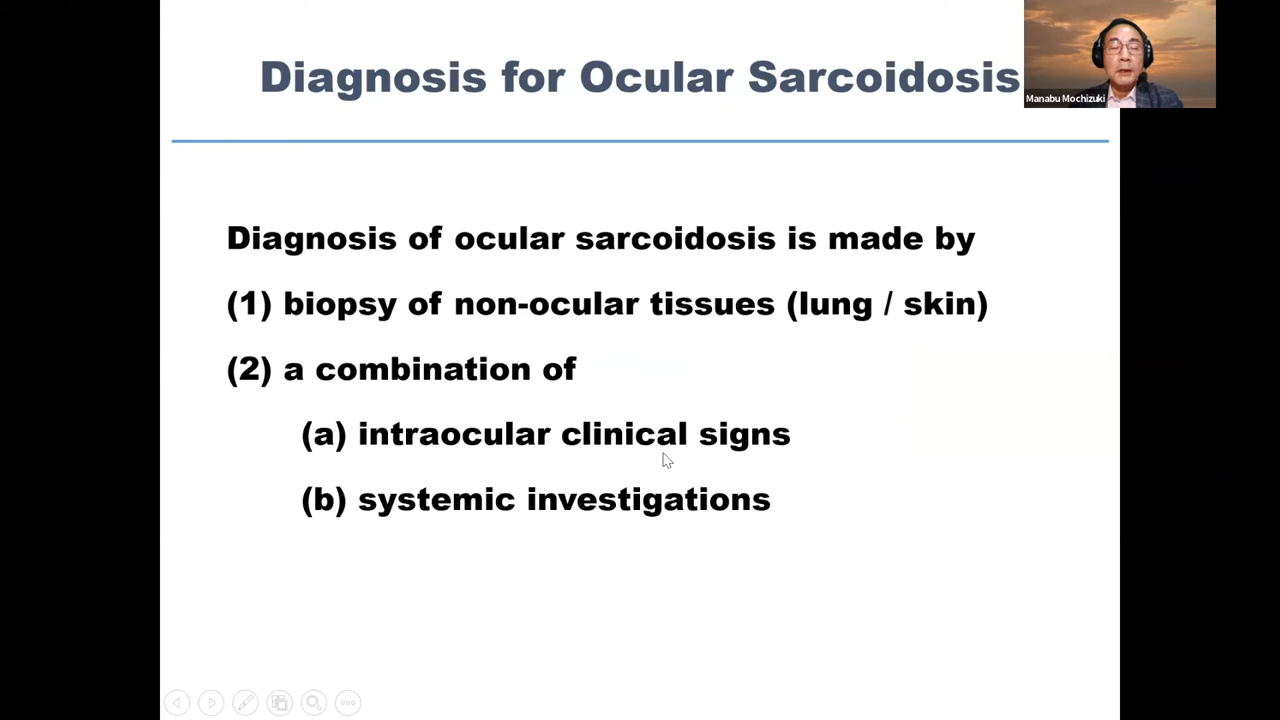 Diagnosis for Ocular Sarcoidosis
Manabu Mochizuki
Diagnosis of ocular sarcoidosis is made by
(1) biopsy of non-ocular tissues (lung / skin)
(2) a combination of
(a) intraocular clinical signs
(b) systemic investigations